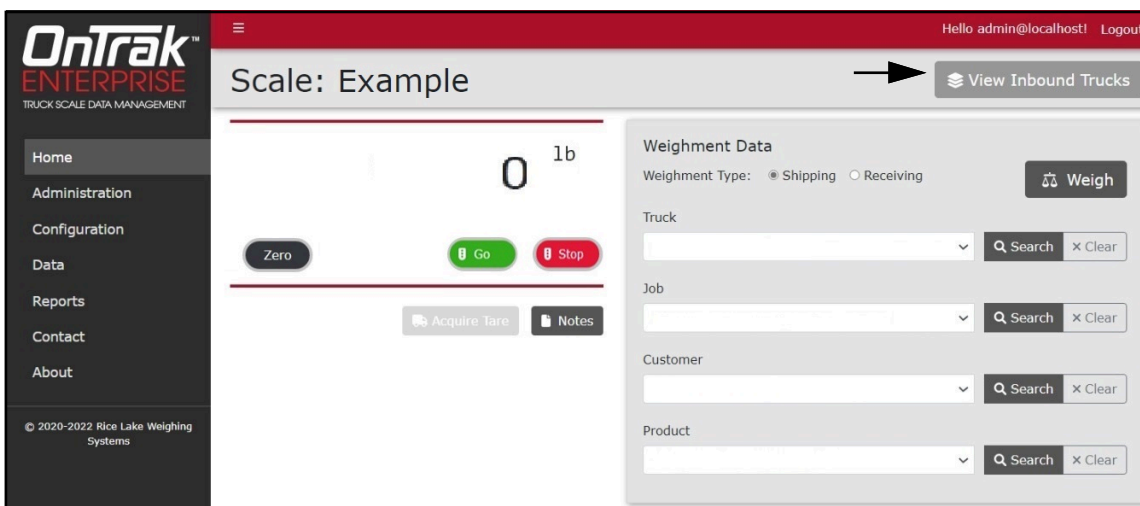 OnTrak™
ENTERPRISE
TRUCK SCALE DATA MANAGEMENT
Hello admin@localhost! Logout
Scale: Example
View Inbound Trucks
Home
Administration
Configuration
Data
Reports
Contact
About
© 2020-2022 Rice Lake Weighing
Systems
0 lb
Zero Go Stop
Acquire Tare Notes
Weighment Data
Weighment Type: Shipping Receiving
Weigh
Truck
Search Clear
Job
Search Clear
Customer
Search Clear
Product
Search Clear